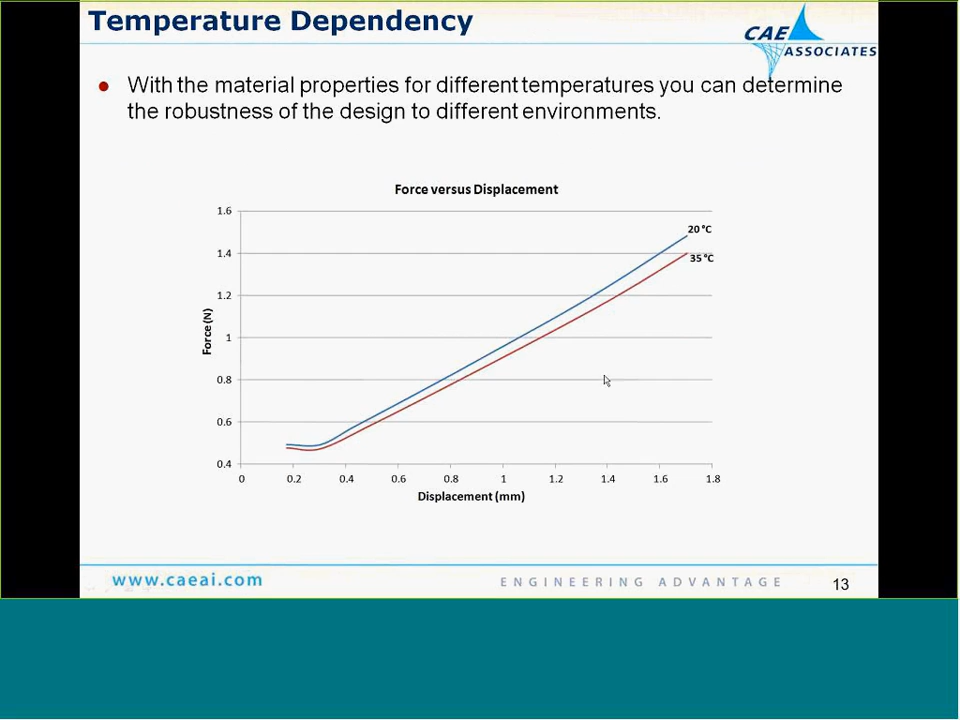 Temperature Dependency
CAE
ASSOCIATES
● With the material properties for different temperatures you can determine
the robustness of the design to different environments.
Force versus Displacement
1.6
1.4
1.2
1
0.8
0.6
0.4
Force (N)
20 °C
35 °C
0 0.2 0.4 0.6 0.8 1 1.2 1.4 1.6 1.8
Displacement (mm)
www.caeai.com
ENGINEERING ADVANTAGE
13